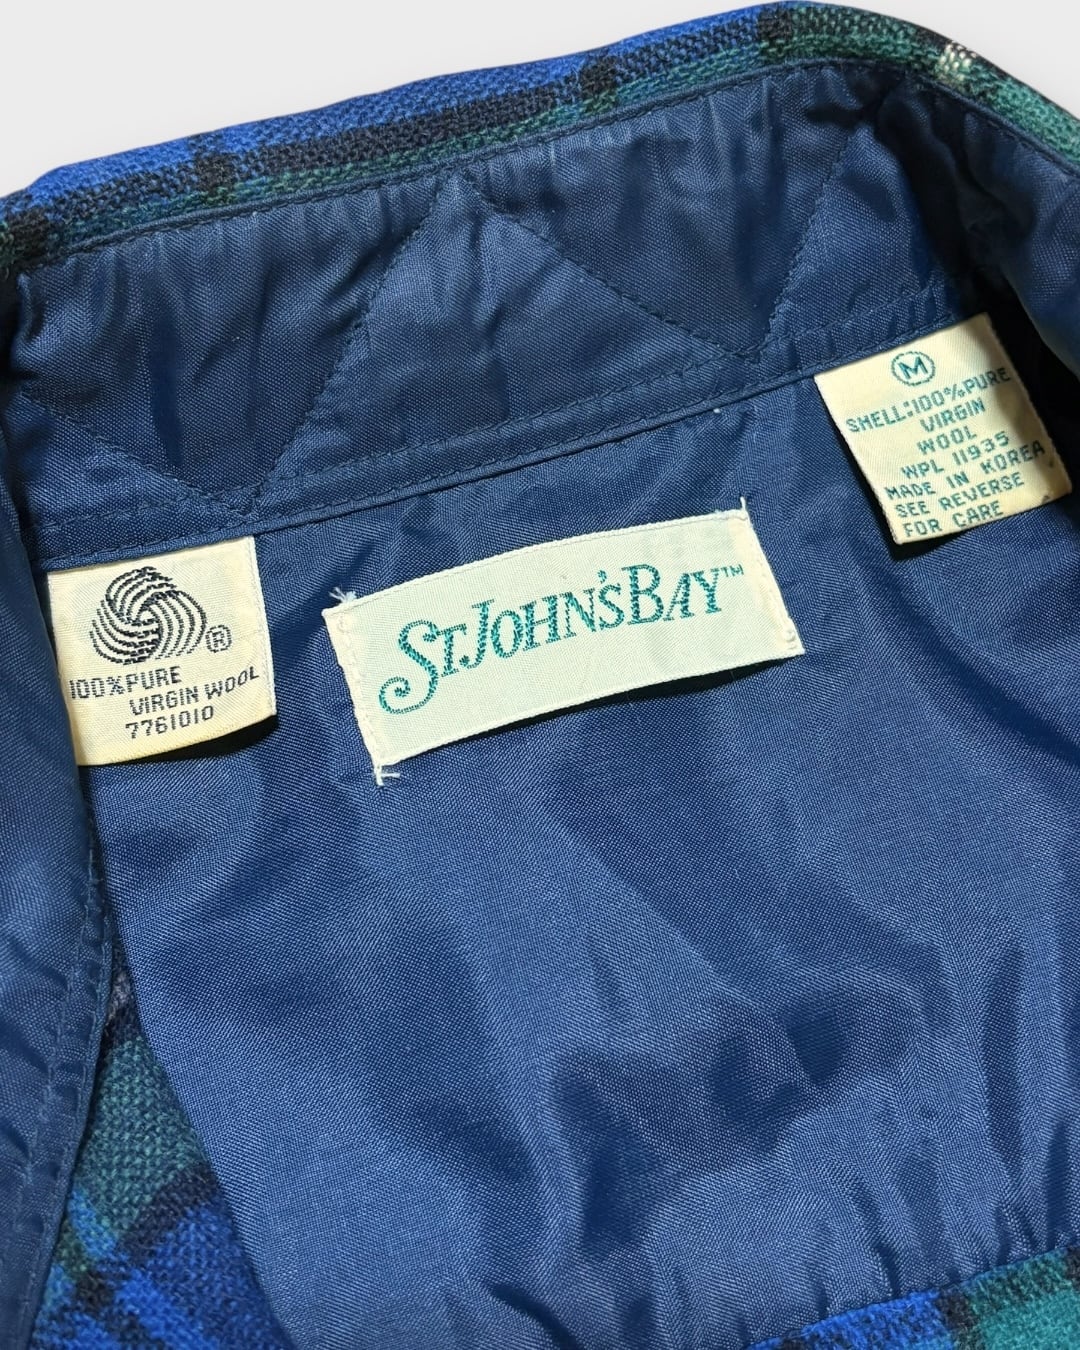 ®
100% PURE
VIRGIN WOOL
7761010
ST. JOHN'S BAY™
M
SHELL: 100% PURE
VIRGIN
WOOL
WPL 11935
MADE IN KOREA
SEE REVERSE
FOR CARE